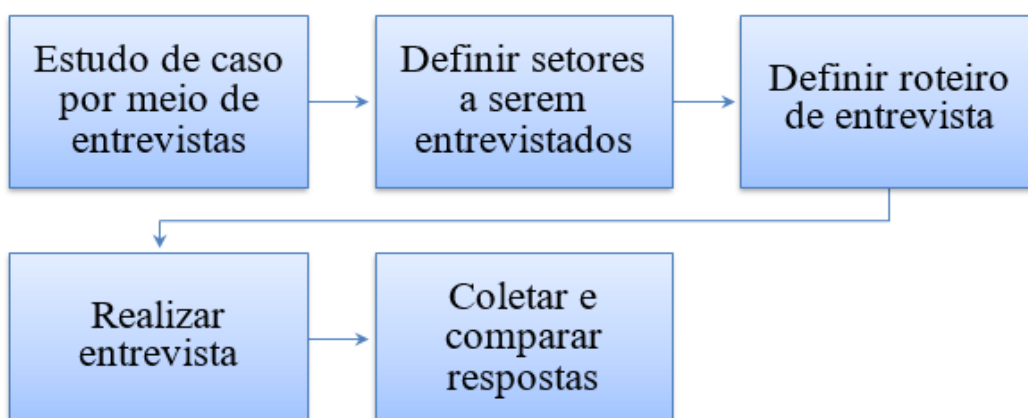 Estudo de caso
por meio de
entrevistas
Definir setores
a serem
entrevistados
Definir roteiro
de entrevista
Realizar
entrevista
Coletar e
comparar
respostas